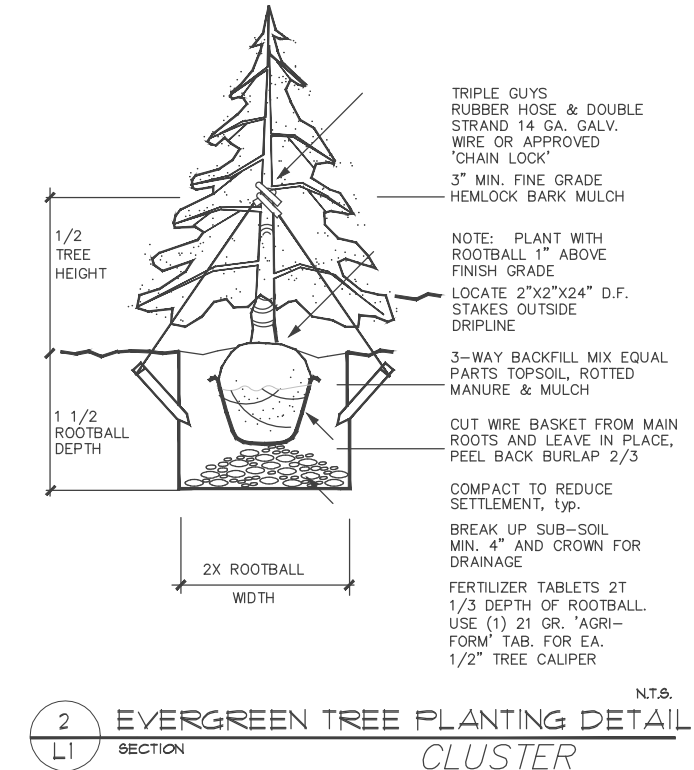 TRIPLE GUYS
RUBBER HOSE & DOUBLE
STRAND 14 GA. GALV.
WIRE OR APPROVED
'CHAIN LOCK'
3" MIN. FINE GRADE
HEMLOCK BARK MULCH
1/2
TREE
HEIGHT
NOTE: PLANT WITH
ROOTBALL 1" ABOVE
FINISH GRADE
LOCATE 2"X2"X24" D.F.
STAKES OUTSIDE
DRIPLINE
3-WAY BACKFILL MIX EQUAL
PARTS TOPSOIL, ROTTED
MANURE & MULCH
1 1/2
ROOTBALL
DEPTH
CUT WIRE BASKET FROM MAIN
ROOTS AND LEAVE IN PLACE,
PEEL BACK BURLAP 2/3
COMPACT TO REDUCE
SETTLEMENT, typ.
BREAK UP SUB-SOIL
MIN. 4" AND CROWN FOR
DRAINAGE
2X ROOTBALL
WIDTH
FERTILIZER TABLETS 2T
1/3 DEPTH OF ROOTBALL.
USE (1) 21 GR. 'AGRI-
FORM' TAB. FOR EA.
1/2" TREE CALIPER
N.T.S.
2
L1
EVERGREEN TREE PLANTING DETAIL
SECTION
CLUSTER